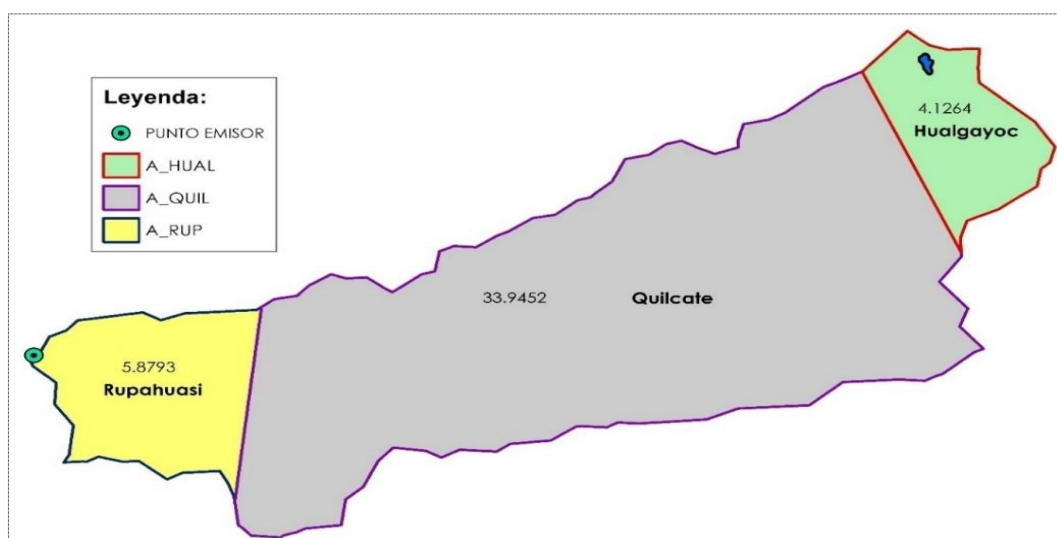 Leyenda:
PUNTO EMISOR
A_HUAL
A_QUIL
A_RUP
4.1264
Hualgayoc
33.9452 Quilcate
5.8793
Rupahuasi